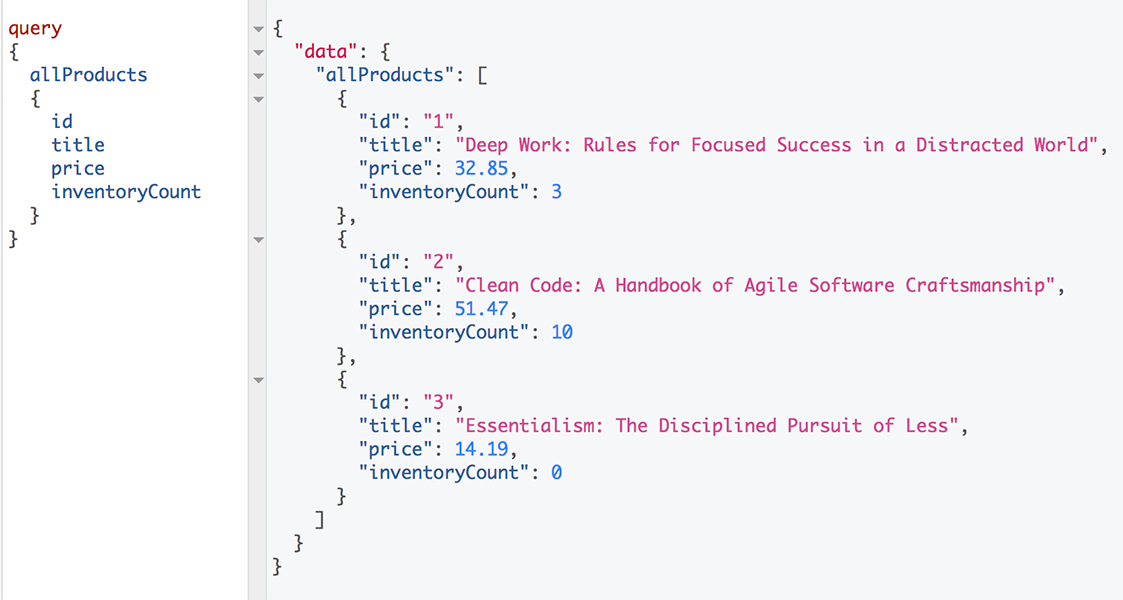 query
{
  allProducts
  {
    id
    title
    price
    inventoryCount
  }
}
{
  "data": {
    "allProducts": [
      {
        "id": "1",
        "title": "Deep Work: Rules for Focused Success in a Distracted World",
        "price": 32.85,
        "inventoryCount": 3
      },
      {
        "id": "2",
        "title": "Clean Code: A Handbook of Agile Software Craftsmanship",
        "price": 51.47,
        "inventoryCount": 10
      },
      {
        "id": "3",
        "title": "Essentialism: The Disciplined Pursuit of Less",
        "price": 14.19,
        "inventoryCount": 0
      }
    ]
  }
}